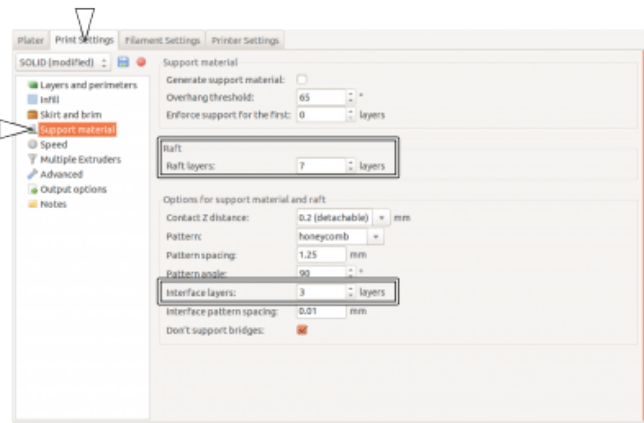 Plater Print Settings Filament Settings Printer Settings
SOLID (modified)
Layers and perimeters
Infill
Skirt and brim
Support material
Speed
Multiple Extruders
Advanced
Output options
Notes
Support material
Generate support material:
Overhang threshold: 65 °
Enforce support for the first: 0 layers
Raft
Raft layers: 7 layers
Options for support material and raft
Contact Z distance: 0.2 (detachable) mm
Pattern: honeycomb
Pattern spacing: 1.25 mm
Pattern angle: 90 °
Interface layers: 3 layers
Interface pattern spacing: 0.01 mm
Don't support bridges: